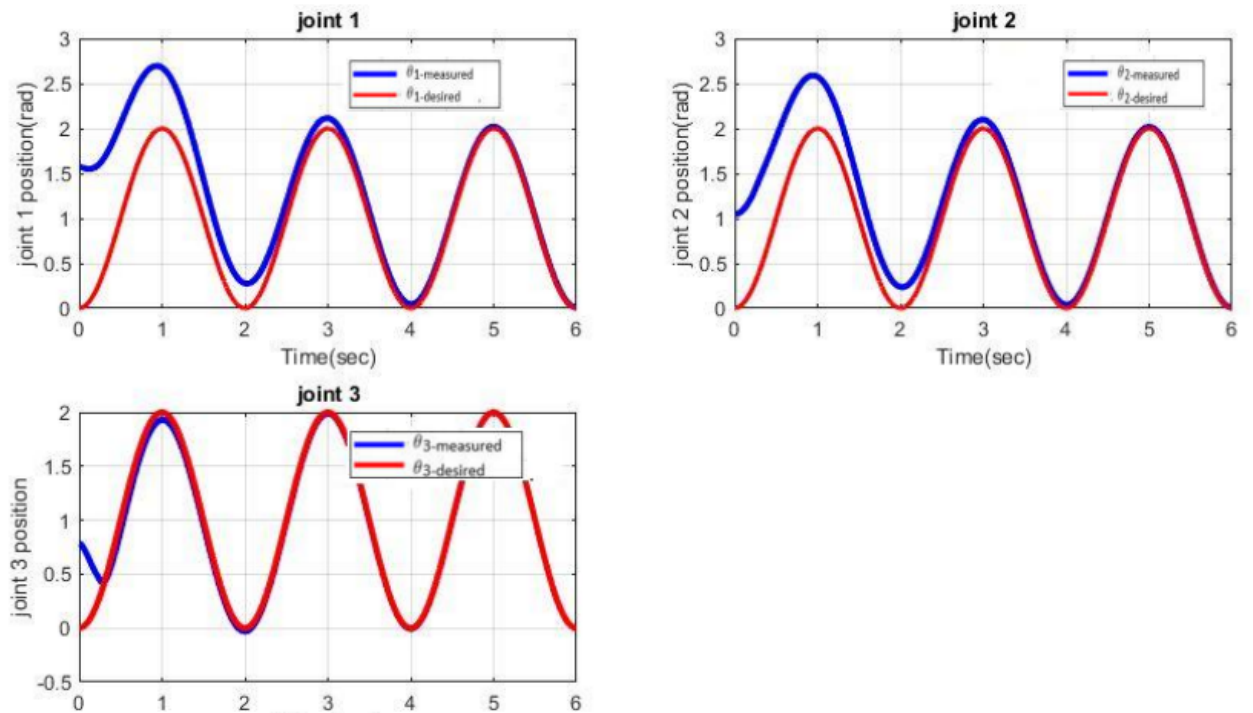 joint 1
3
2.5
2
1.5
1
0.5
0
joint 1 position(rad)
θ1-measured
θ1-desired
0 1 2 3 4 5 6
Time(sec)
joint 2
3
2.5
2
1.5
1
0.5
0
joint 2 position(rad)
θ2-measured
θ2-desired
0 1 2 3 4 5 6
Time(sec)
joint 3
2
1.5
1
0.5
0
-0.5
joint 3 position
θ3-measured
θ3-desired
0 1 2 3 4 5 6